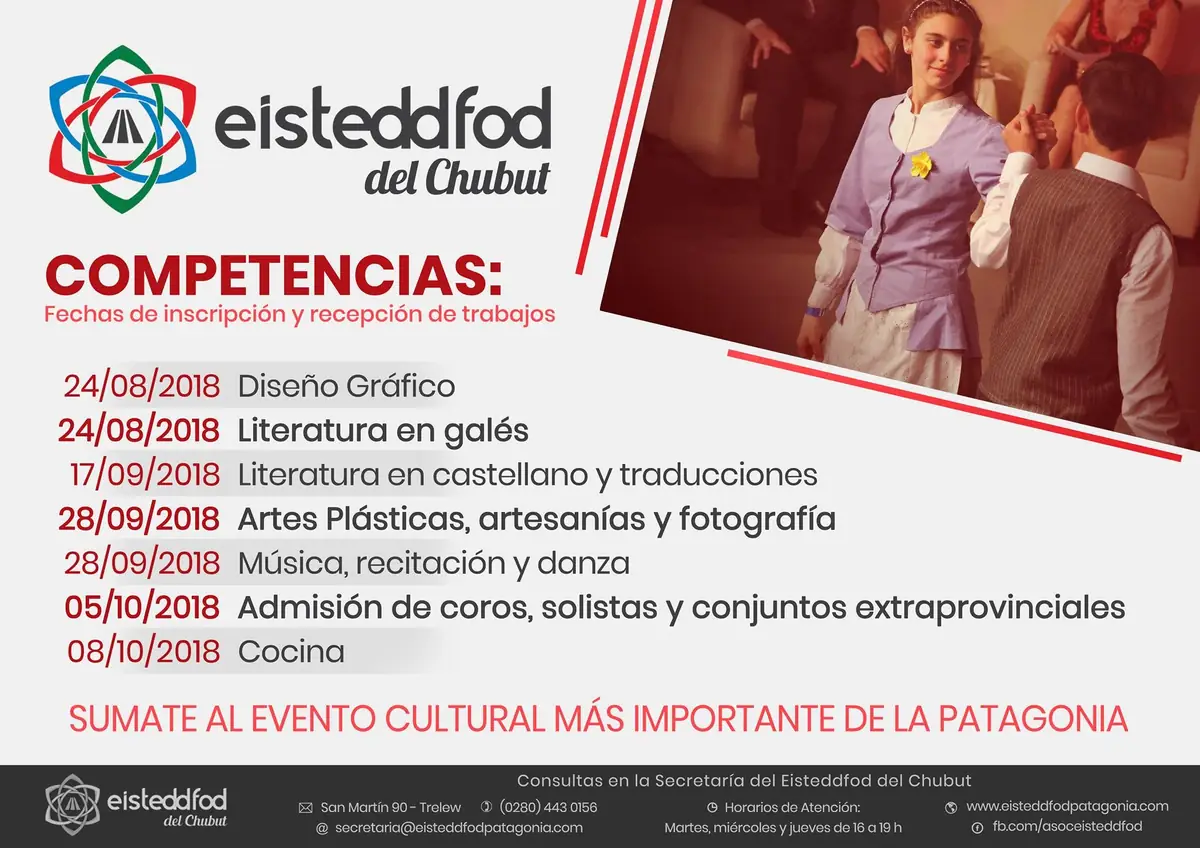 eisteddfod
del Chubut
COMPETENCIAS:
Fechas de inscripción y recepción de trabajos
24/08/2018 Diseño Gráfico
24/08/2018 Literatura en galés
17/09/2018 Literatura en castellano y traducciones
28/09/2018 Artes Plásticas, artesanías y fotografía
28/09/2018 Música, recitación y danza
05/10/2018 Admisión de coros, solistas y conjuntos extraprovinciales
08/10/2018 Cocina
SUMATE AL EVENTO CULTURAL MÁS IMPORTANTE DE LA PATAGONIA
eisteddfod
del Chubut
Consultas en la Secretaría del Eisteddfod del Chubut
San Martín 90 - Trelew (0280) 443 0156
@ secretaria@eisteddfodpatagonia.com
Horarios de Atención:
Martes, miércoles y jueves de 16 a 19 h
www.eisteddfodpatagonia.com
fb.com/asoceisteddfod